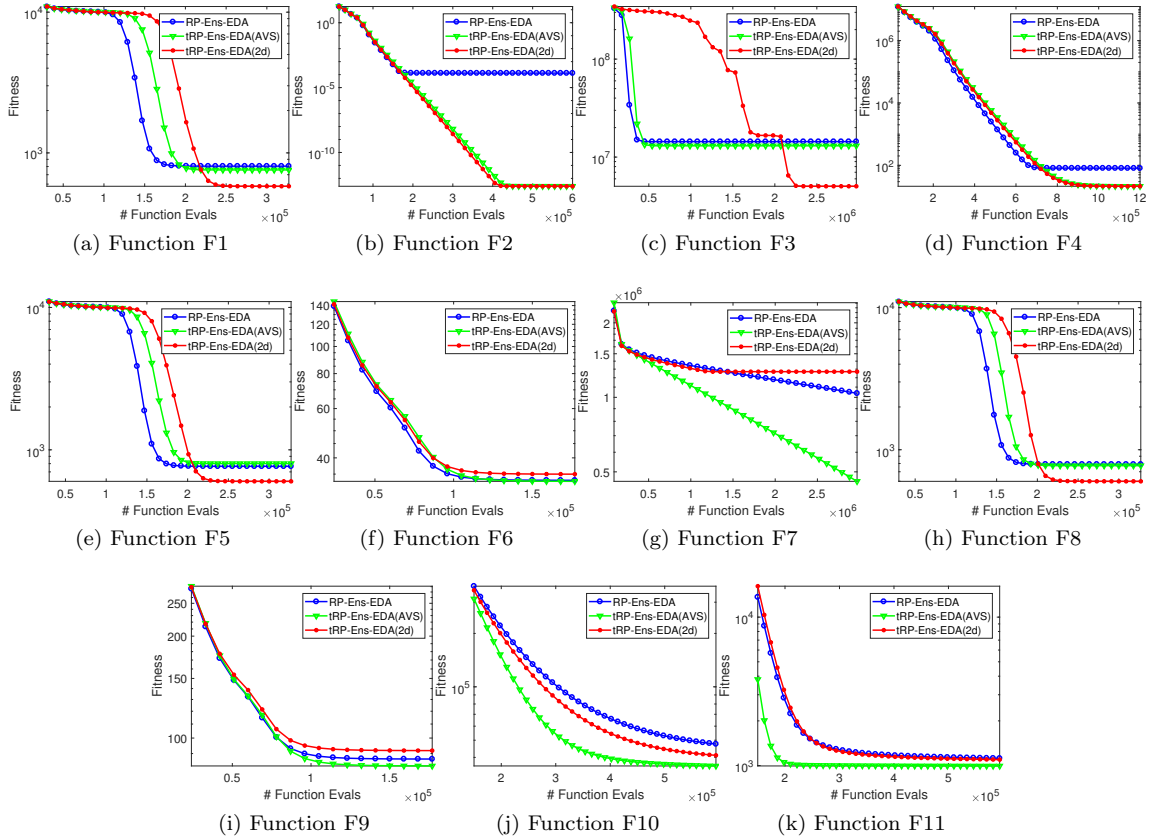 10^4
10^3
Fitness
RP-Ens-EDA
tRP-Ens-EDA(AVS)
tRP-Ens-EDA(2d)
0.5 1 1.5 2 2.5 3
# Function Evals
×10^5
(a) Function F1
10^0
10^-5
10^-10
Fitness
RP-Ens-EDA
tRP-Ens-EDA(AVS)
tRP-Ens-EDA(2d)
1 2 3 4 5 6
# Function Evals
×10^5
(b) Function F2
10^8
10^7
Fitness
RP-Ens-EDA
tRP-Ens-EDA(AVS)
tRP-Ens-EDA(2d)
0.5 1 1.5 2 2.5 3
# Function Evals
×10^6
(c) Function F3
10^6
10^4
10^2
Fitness
RP-Ens-EDA
tRP-Ens-EDA(AVS)
tRP-Ens-EDA(2d)
2 4 6 8 10 12
# Function Evals
×10^5
(d) Function F4
10^4
10^3
Fitness
RP-Ens-EDA
tRP-Ens-EDA(AVS)
tRP-Ens-EDA(2d)
0.5 1 1.5 2 2.5 3
# Function Evals
×10^5
(e) Function F5
140
120
100
80
60
40
Fitness
RP-Ens-EDA
tRP-Ens-EDA(AVS)
tRP-Ens-EDA(2d)
0.5 1 1.5
# Function Evals
×10^5
(f) Function F6
×10^6
2
1.5
1
0.5
Fitness
RP-Ens-EDA
tRP-Ens-EDA(AVS)
tRP-Ens-EDA(2d)
0.5 1 1.5 2 2.5 3
# Function Evals
×10^6
(g) Function F7
10^4
10^3
Fitness
RP-Ens-EDA
tRP-Ens-EDA(AVS)
tRP-Ens-EDA(2d)
0.5 1 1.5 2 2.5 3
# Function Evals
×10^5
(h) Function F8
250
200
150
100
Fitness
RP-Ens-EDA
tRP-Ens-EDA(AVS)
tRP-Ens-EDA(2d)
0.5 1 1.5
# Function Evals
×10^5
(i) Function F9
10^5
Fitness
RP-Ens-EDA
tRP-Ens-EDA(AVS)
tRP-Ens-EDA(2d)
2 3 4 5
# Function Evals
×10^5
(j) Function F10
10^4
10^3
Fitness
RP-Ens-EDA
tRP-Ens-EDA(AVS)
tRP-Ens-EDA(2d)
2 3 4 5
# Function Evals
×10^5
(k) Function F11